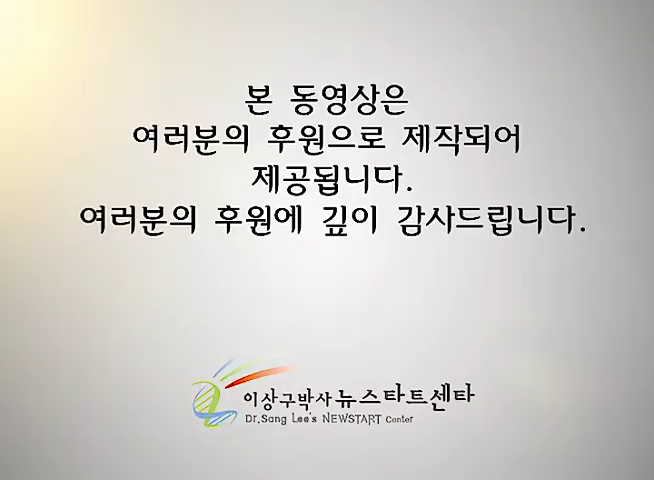 본 동영상은
여러분의 후원으로 제작되어
제공됩니다.
여러분의 후원에 깊이 감사드립니다.
이상구박사 뉴스타트센타
Dr.Sang Lee's NEWSTART Center